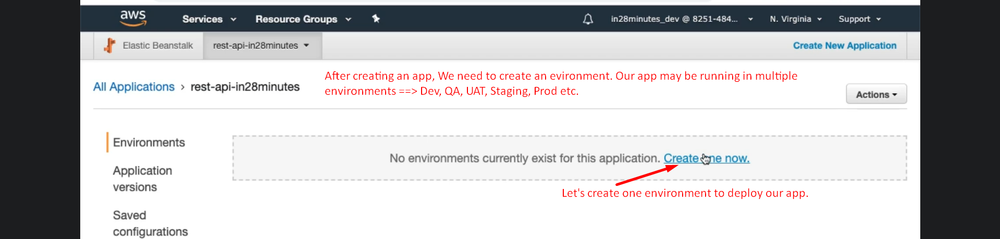 aws Services Resource Groups in28minutes_dev @ 8251-484... N. Virginia Support
Elastic Beanstalk rest-api-in28minutes Create New Application
After creating an app, We need to create an evironment. Our app may be running in multiple
environments ==> Dev, QA, UAT, Staging, Prod etc.
All Applications › rest-api-in28minutes
Actions
Environments
No environments currently exist for this application. Create one now.
Let's create one environment to deploy our app.
Application
versions
Saved
configurations